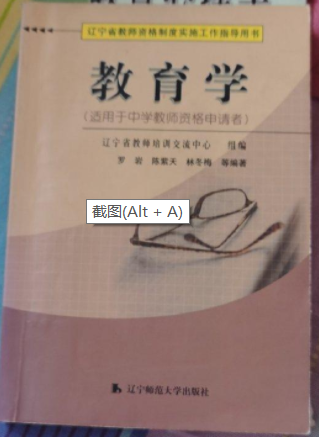 辽宁省教师资格制度实施工作指导用书
教育学
(适用于中学教师资格申请者)
辽宁省教师培训交流中心 组编
罗岩 陈紫天 林冬梅 等编著
截图(Alt + A)
辽宁师范大学出版社